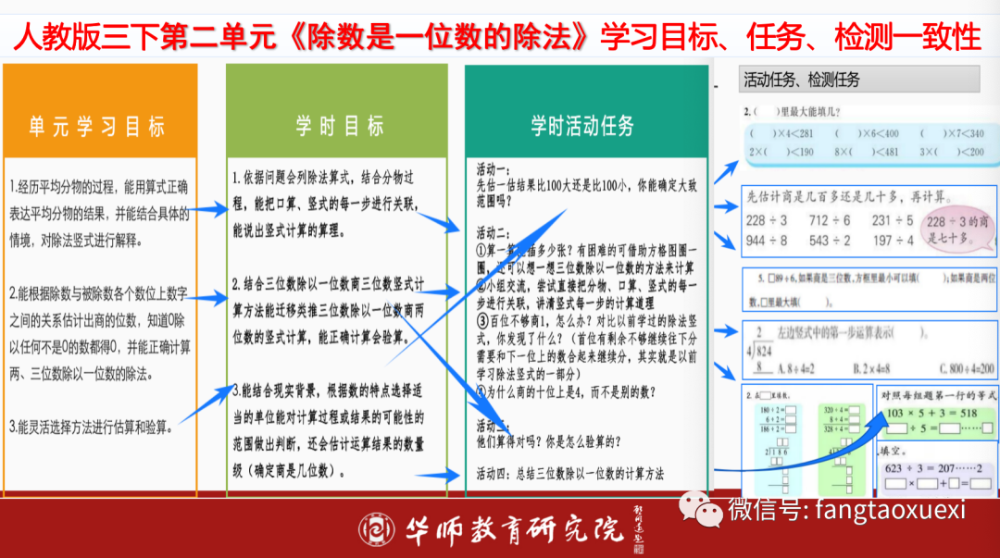 人教版三下第二单元《除数是一位数的除法》学习目标、任务、检测一致性
单元学习目标
1.经历平均分物的过程，能用算式正确
表达平均分物的结果，并能结合具体的
情境，对除法竖式进行解释。
2.能根据除数与被除数各个数位上数字
之间的关系估计出商的位数，知道0除
以任何不是0的数都得0，并能正确计算
两、三位数除以一位数的除法。
3.能灵活选择方法进行估算和验算。
学时目标
1.依据问题会列除法算式，结合分物过
程，能把口算、竖式的每一步进行关联，
能说出竖式计算的算理。
2.结合三位数除以一位数商三位数竖式计
算方法能迁移类推三位数除以一位数商两
位数的竖式计算，能正确计算会验算。
3.能结合现实背景，根据数的特点选择适
当的单位能对计算过程或结果的可能性的
范围做出判断，还会估计运算结果的数量
级（确定商是几位数）。
学时活动任务
活动一：
先估一估结果比100大还是比100小，你能确定大致
范围吗？
活动二：
①算一算 插多少张？有困难的可借助方格图圈一
圈，还可以想一想三位数除以一位数的方法来计算
②小组交流，尝试直接把分物、口算、竖式的每一
步进行关联，讲清竖式每一步的计算道理
③百位不够商1，怎么办？对比以前学过的除法竖
式，你发现了什么？（首位有剩余不够继续往下分
需要和下一位上的数合起来继续分，其实就是以前
学习除法竖式的一部分）
④为什么商的十位上是4，而不是别的数？
活动三：
他们算得对吗？你是怎么验算的？
活动四：总结三位数除以一位数的计算方法
活动任务、检测任务
2.（ ）里最大能填几？
（ ）×4＜281 （ ）×6＜400 （ ）×7＜340
2×（ ）＜190 8×（ ）＜481 3×（ ）＜200
先估计商是几百多还是几十多，再计算。
228÷3 712÷6 231÷5
944÷8 543÷2 197÷4
228÷3的商
是七十多。
5. □89÷6,如果商是三位数,方框里最小可以填（ ）;如果商是两位
数,□里最大填（ ）。
左边竖式中的第一步运算表示（ ）。
2
4)824
8
A. 8÷4=2 B. 2×4=8 C. 800÷4=200
180÷2=□ 320÷4=□
6÷2=□ 8÷4=□
186÷2=□ 328÷4=□
2)186
对照每组题第一行的等式
103×5+3=518
□÷5=□……□
填空。
623÷3=207……2
□×□+□=□
华师教育研究院
微信号: fangtaoxuexi